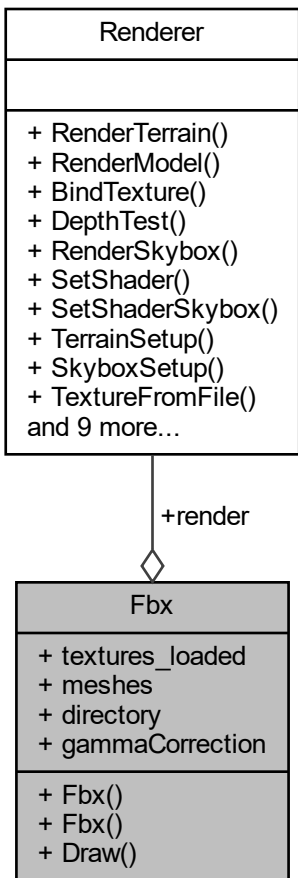 Renderer
+ RenderTerrain()
+ RenderModel()
+ BindTexture()
+ DepthTest()
+ RenderSkybox()
+ SetShader()
+ SetShaderSkybox()
+ TerrainSetup()
+ SkyboxSetup()
+ TextureFromFile()
and 9 more...
+render
Fbx
+ textures_loaded
+ meshes
+ directory
+ gammaCorrection
+ Fbx()
+ Fbx()
+ Draw()